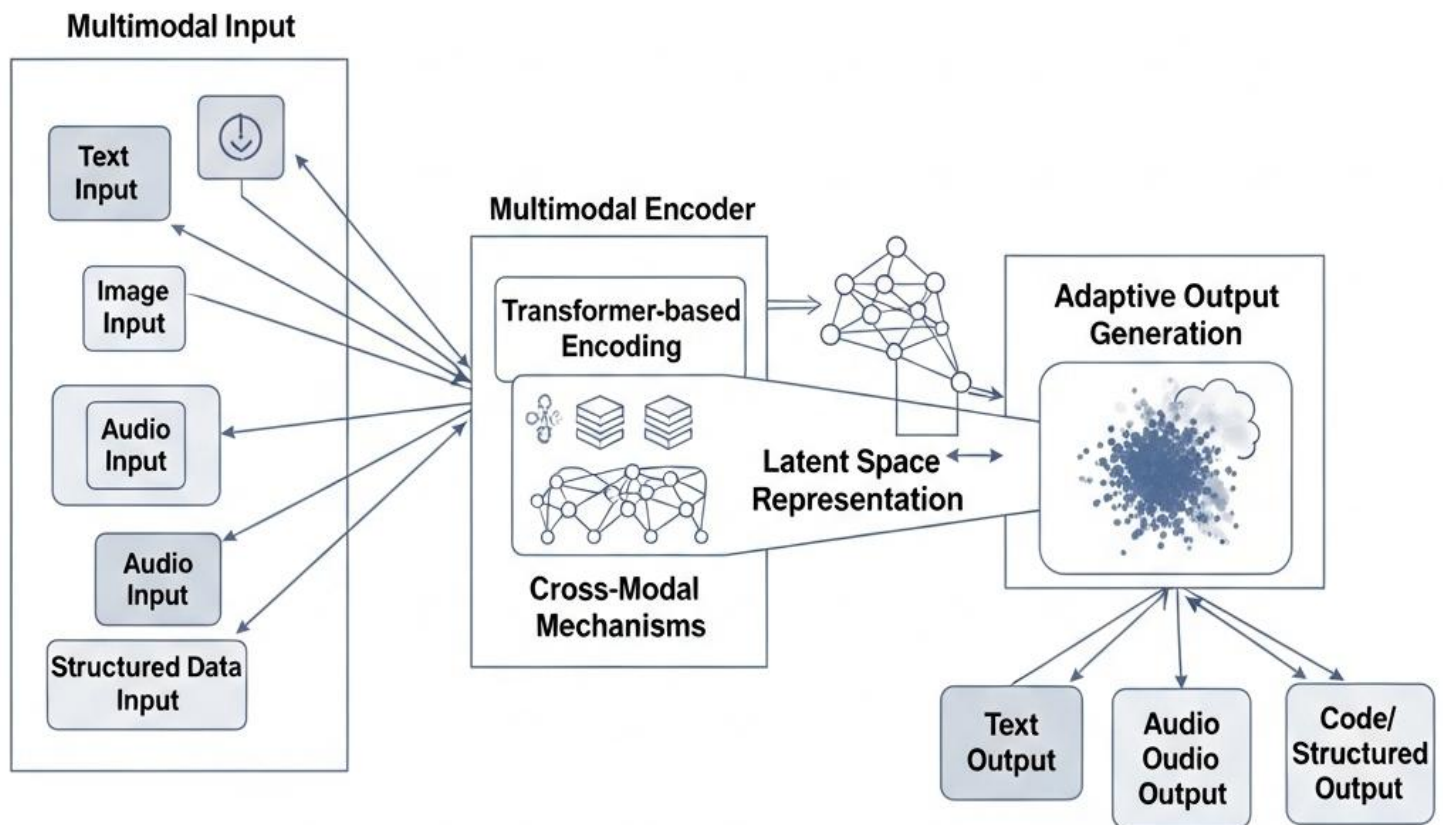 Multimodal Input
Text
Input
Image
Input
Audio
Input
Audio
Input
Structured Data
Input
Multimodal Encoder
Transformer-based
Encoding
Cross-Modal
Mechanisms
Latent Space
Representation
Adaptive Output
Generation
Text
Output
Audio
Oudio
Output
Code/
Structured
Output